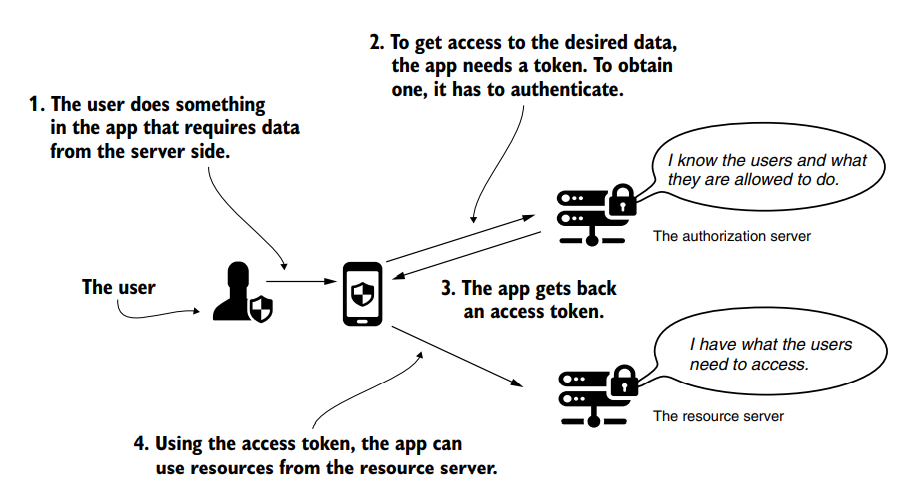 2. To get access to the desired data,
the app needs a token. To obtain
one, it has to authenticate.
1. The user does something
in the app that requires data
from the server side.
I know the users and what
they are allowed to do.
The authorization server
The user
3. The app gets back
an access token.
I have what the users
need to access.
The resource server
4. Using the access token, the app can
use resources from the resource server.